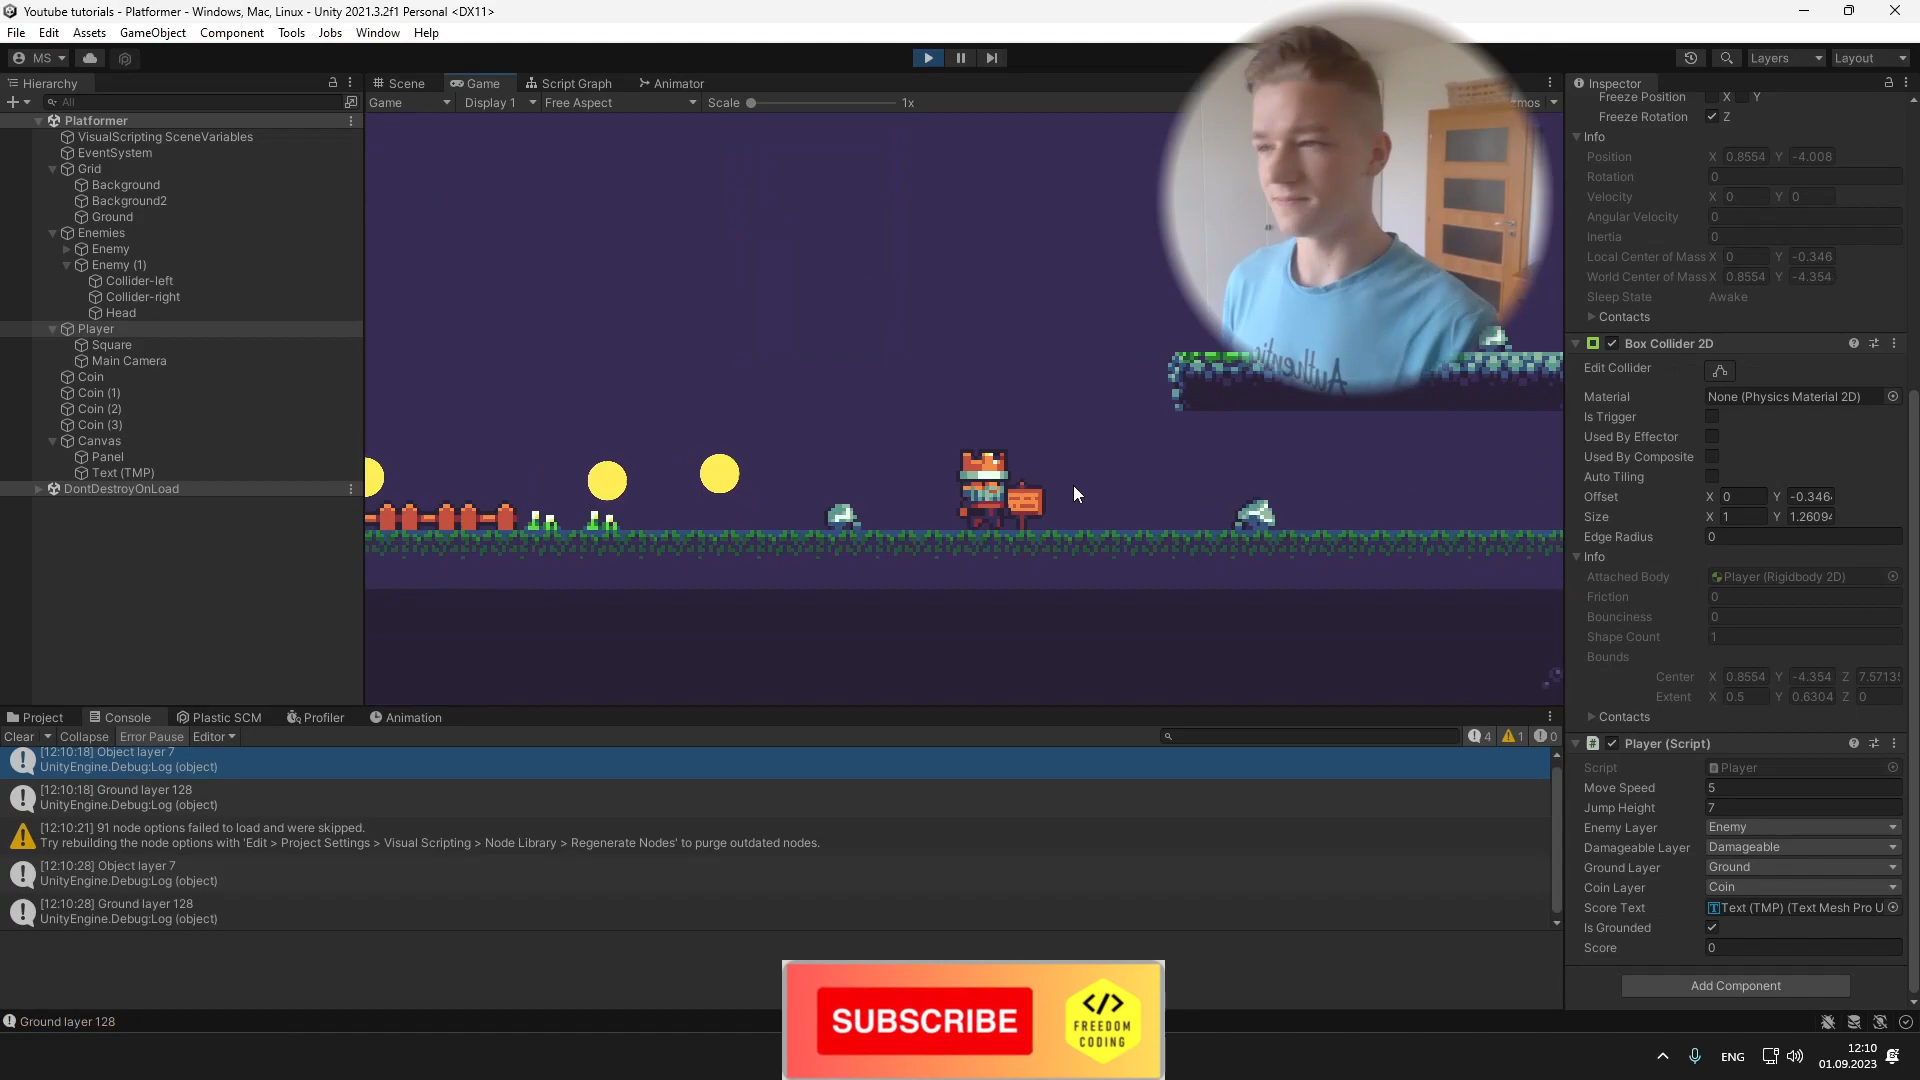 Youtube tutorials - Platformer - Windows, Mac, Linux - Unity 2021.3.2f1 Personal <DX11>
File Edit Assets GameObject Component Tools Jobs Window Help
MS Layers Layout
Hierarchy
All
Platformer
VisualScripting SceneVariables
EventSystem
Grid
Background
Background2
Ground
Enemies
Enemy
Enemy (1)
Collider-left
Collider-right
Head
Player
Square
Main Camera
Coin
Coin (1)
Coin (2)
Coin (3)
Canvas
Panel
Text (TMP)
DontDestroyOnLoad
Scene Game Script Graph Animator
Game Display 1 Free Aspect Scale 1x
Authentic
Inspector
Freeze Position X Y
Freeze Rotation Z
Info
Position X 0.8554 Y -4.008
Rotation 0
Velocity X 0 Y 0
Angular Velocity 0
Inertia 0
Local Center of Mass X 0 Y -0.346
World Center of Mass X 0.8554 Y -4.354
Sleep State Awake
Contacts
Box Collider 2D
Edit Collider
Material None (Physics Material 2D)
Is Trigger
Used By Effector
Used By Composite
Auto Tiling
Offset X 0 Y -0.346
Size X 1 Y 1.2609
Edge Radius 0
Info
Attached Body Player (Rigidbody 2D)
Friction 0
Bounciness 0
Shape Count 1
Bounds
Center X 0.8554 Y -4.354 Z 7.5713
Extent X 0.5 Y 0.6304 Z 0
Contacts
Player (Script)
Script Player
Move Speed 5
Jump Height 7
Enemy Layer Enemy
Damageable Layer Damageable
Ground Layer Ground
Coin Layer Coin
Score Text Text (TMP) (Text Mesh Pro U
Is Grounded
Score 0
Add Component
Project Console Plastic SCM Profiler Animation
Clear Collapse Error Pause Editor 4 1 0
[12:10:18] Object layer 7
UnityEngine.Debug:Log (object)
[12:10:18] Ground layer 128
UnityEngine.Debug:Log (object)
[12:10:21] 91 node options failed to load and were skipped.
Try rebuilding the node options with 'Edit > Project Settings > Visual Scripting > Node Library > Regenerate Nodes' to purge outdated nodes.
[12:10:28] Object layer 7
UnityEngine.Debug:Log (object)
[12:10:28] Ground layer 128
UnityEngine.Debug:Log (object)
Ground layer 128
SUBSCRIBE
</>
FREEDOM
CODING
ENG
12:10
01.09.2023